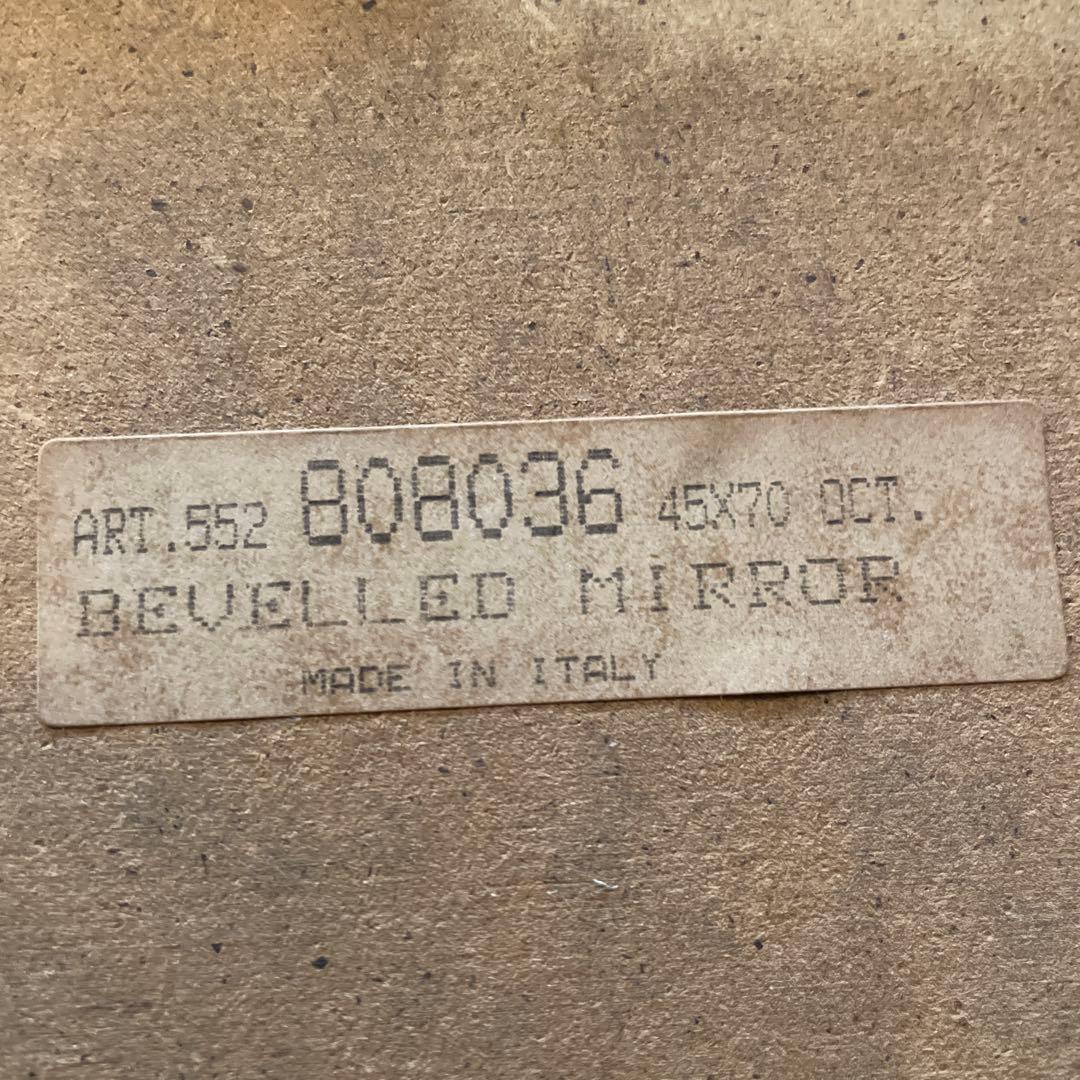 ART.552 808036 45X70 OCT.
BEVELLED MIRROR
MADE IN ITALY